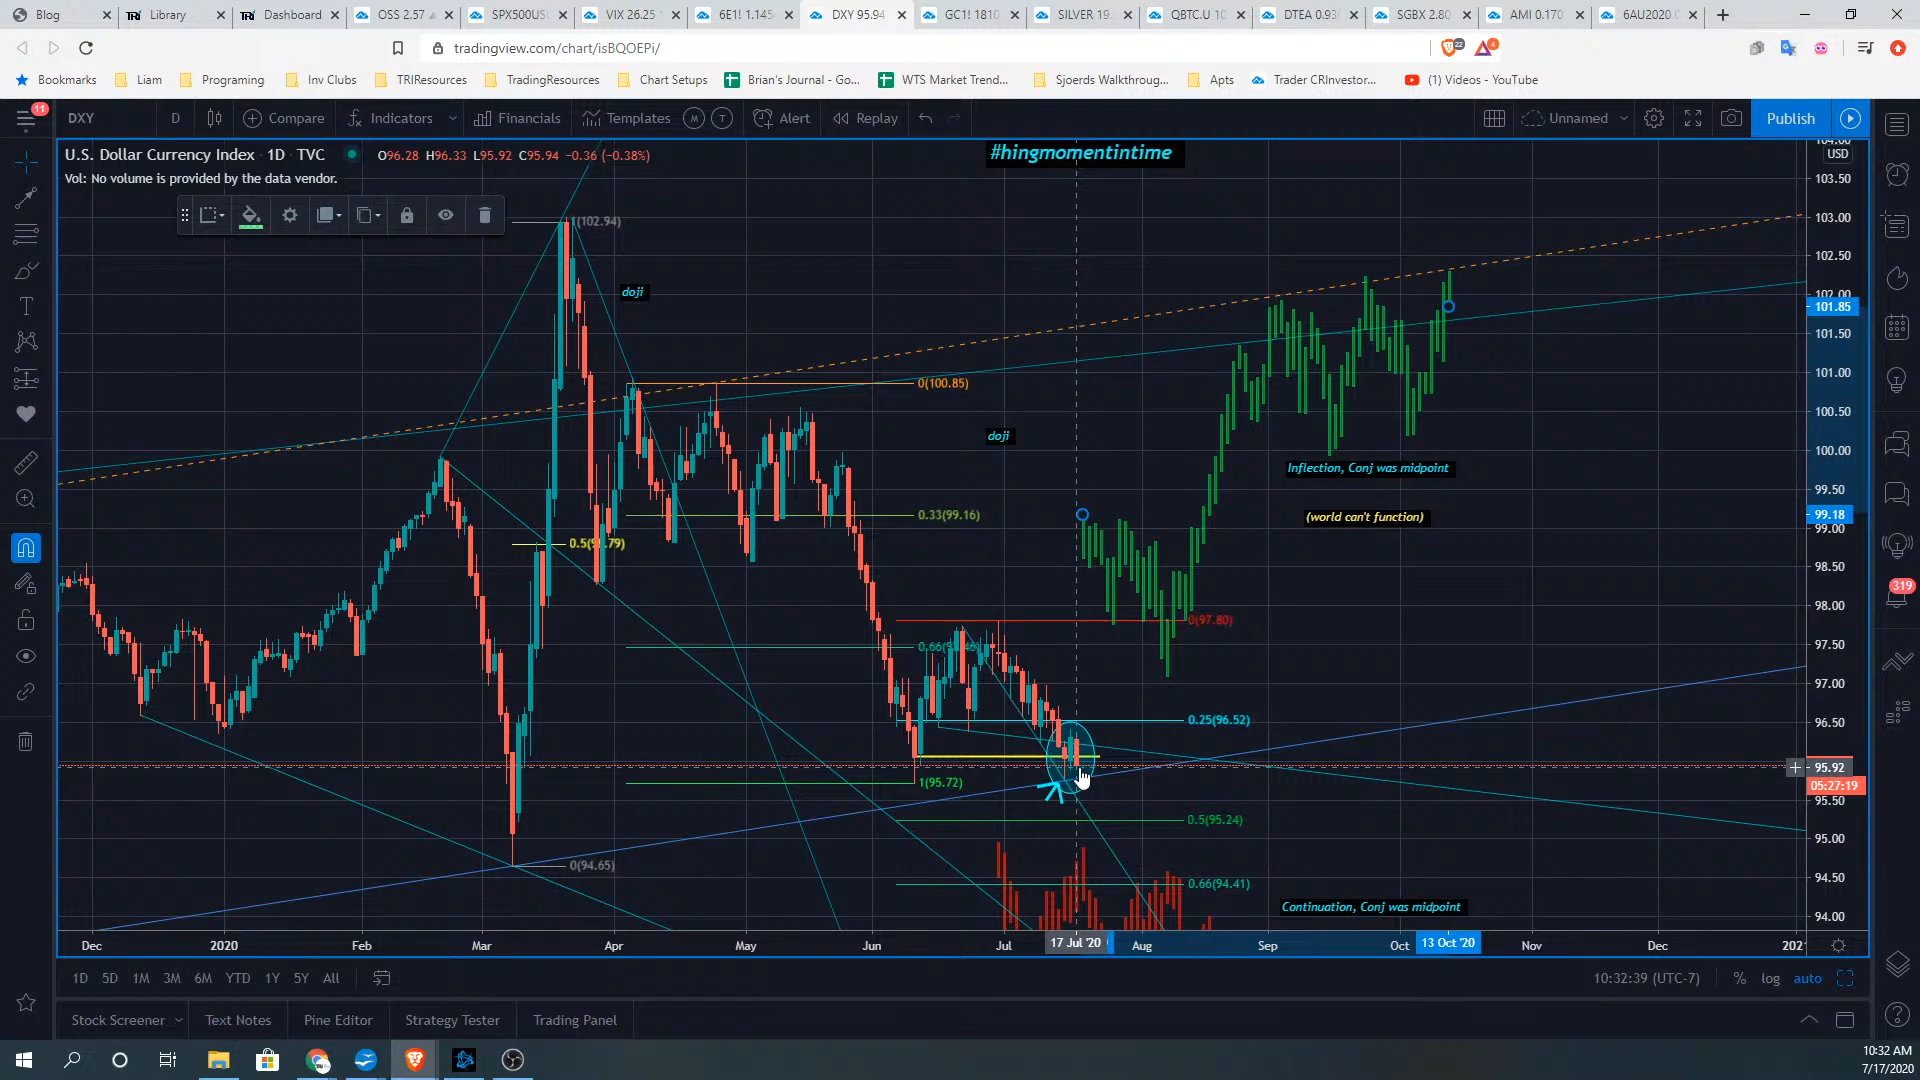 Blog
Library
Dashboard
OSS 2.57
SPX500US
VIX 26.25
6E1! 1.145
DXY 95.94
GC1! 1810
SILVER 19
QBTC.U 10
DTEA 0.93
SGBX 2.80
AMI 0.170
6AU2020
tradingview.com/chart/isBQOEPi/
22
4
Bookmarks
Liam
Programing
Inv Clubs
TRIResources
TradingResources
Chart Setups
Brian's Journal - Go...
WTS Market Trend...
Sjoerds Walkthroug...
Apts
Trader CRInvestor...
(1) Videos - YouTube
11
DXY
D
Compare
Indicators
Financials
Templates
M
T
Alert
Replay
Unnamed
Publish
U.S. Dollar Currency Index · 1D · TVC
O96.28 H96.33 L95.92 C95.94 −0.36 (−0.38%)
Vol: No volume is provided by the data vendor.
#hingmomentintime
104.00
USD
103.50
103.00
102.50
102.00
101.85
101.50
101.00
100.50
100.00
99.50
99.18
99.00
98.50
98.00
97.50
97.00
96.50
95.92
05:27:19
95.50
95.00
94.50
94.00
1(102.94)
doji
0(100.85)
doji
Inflection, Conj was midpoint
0.33(99.16)
(world can't function)
0(97.80)
0.25(96.52)
1(95.72)
0.5(95.24)
0(94.65)
0.66(94.41)
Continuation, Conj was midpoint
Dec
2020
Feb
Mar
Apr
May
Jun
Jul
17 Jul '20
Aug
Sep
Oct
13 Oct '20
Nov
Dec
2021
319
1D
5D
1M
3M
6M
YTD
1Y
5Y
All
10:32:39 (UTC-7)
%
log
auto
Stock Screener
Text Notes
Pine Editor
Strategy Tester
Trading Panel
10:32 AM
7/17/2020